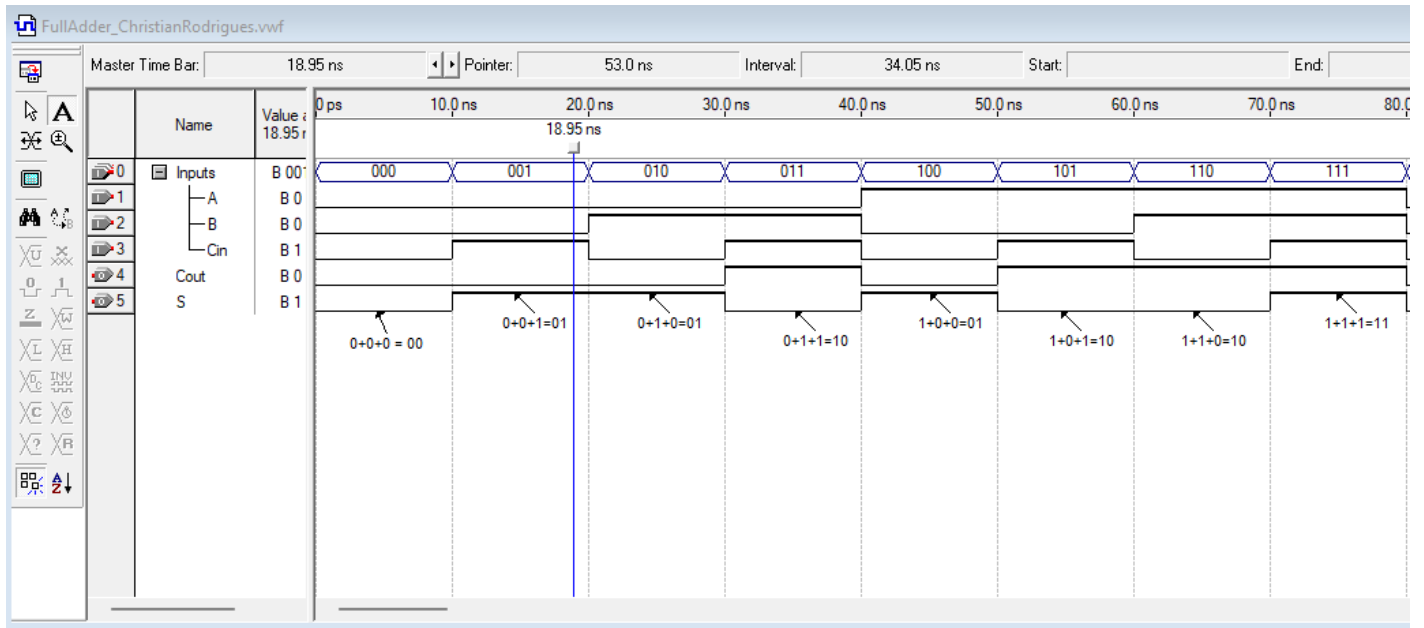 FullAdder_ChristianRodrigues.vwf
Master Time Bar: 18.95 ns Pointer: 53.0 ns Interval: 34.05 ns Start: End:
A
Name
Value a
18.95 r
0 ps 10.0 ns 20.0 ns 30.0 ns 40.0 ns 50.0 ns 60.0 ns 70.0 ns 80.0
18.95 ns
0 Inputs B 001 000 001 010 011 100 101 110 111
1 A B 0
2 B B 0
3 Cin B 1
4 Cout B 0
5 S B 1
0+0+1=01 0+1+0=01 1+0+0=01 1+1+1=11
0+0+0 = 00 0+1+1=10 1+0+1=10 1+1+0=10